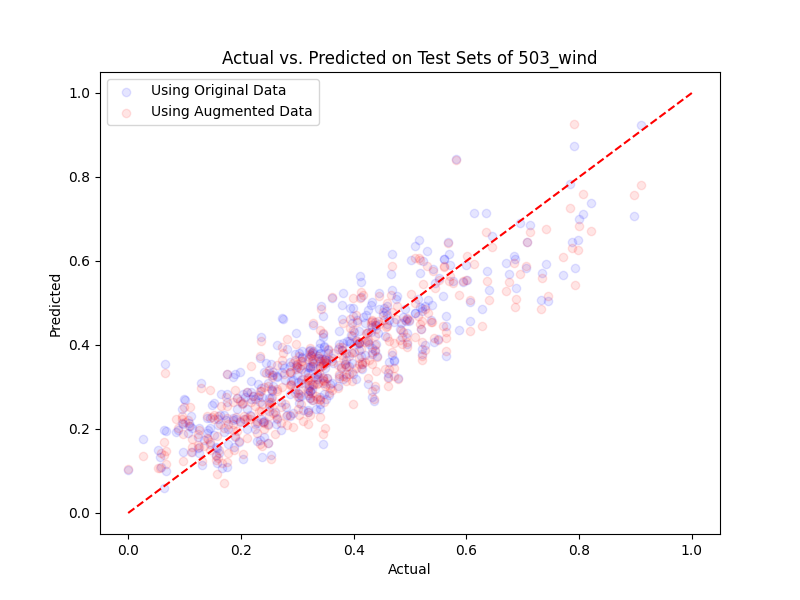 Actual vs. Predicted on Test Sets of 503_wind
Using Original Data
Using Augmented Data
1.0
0.8
0.6
0.4
0.2
0.0
Predicted
0.0 0.2 0.4 0.6 0.8 1.0
Actual